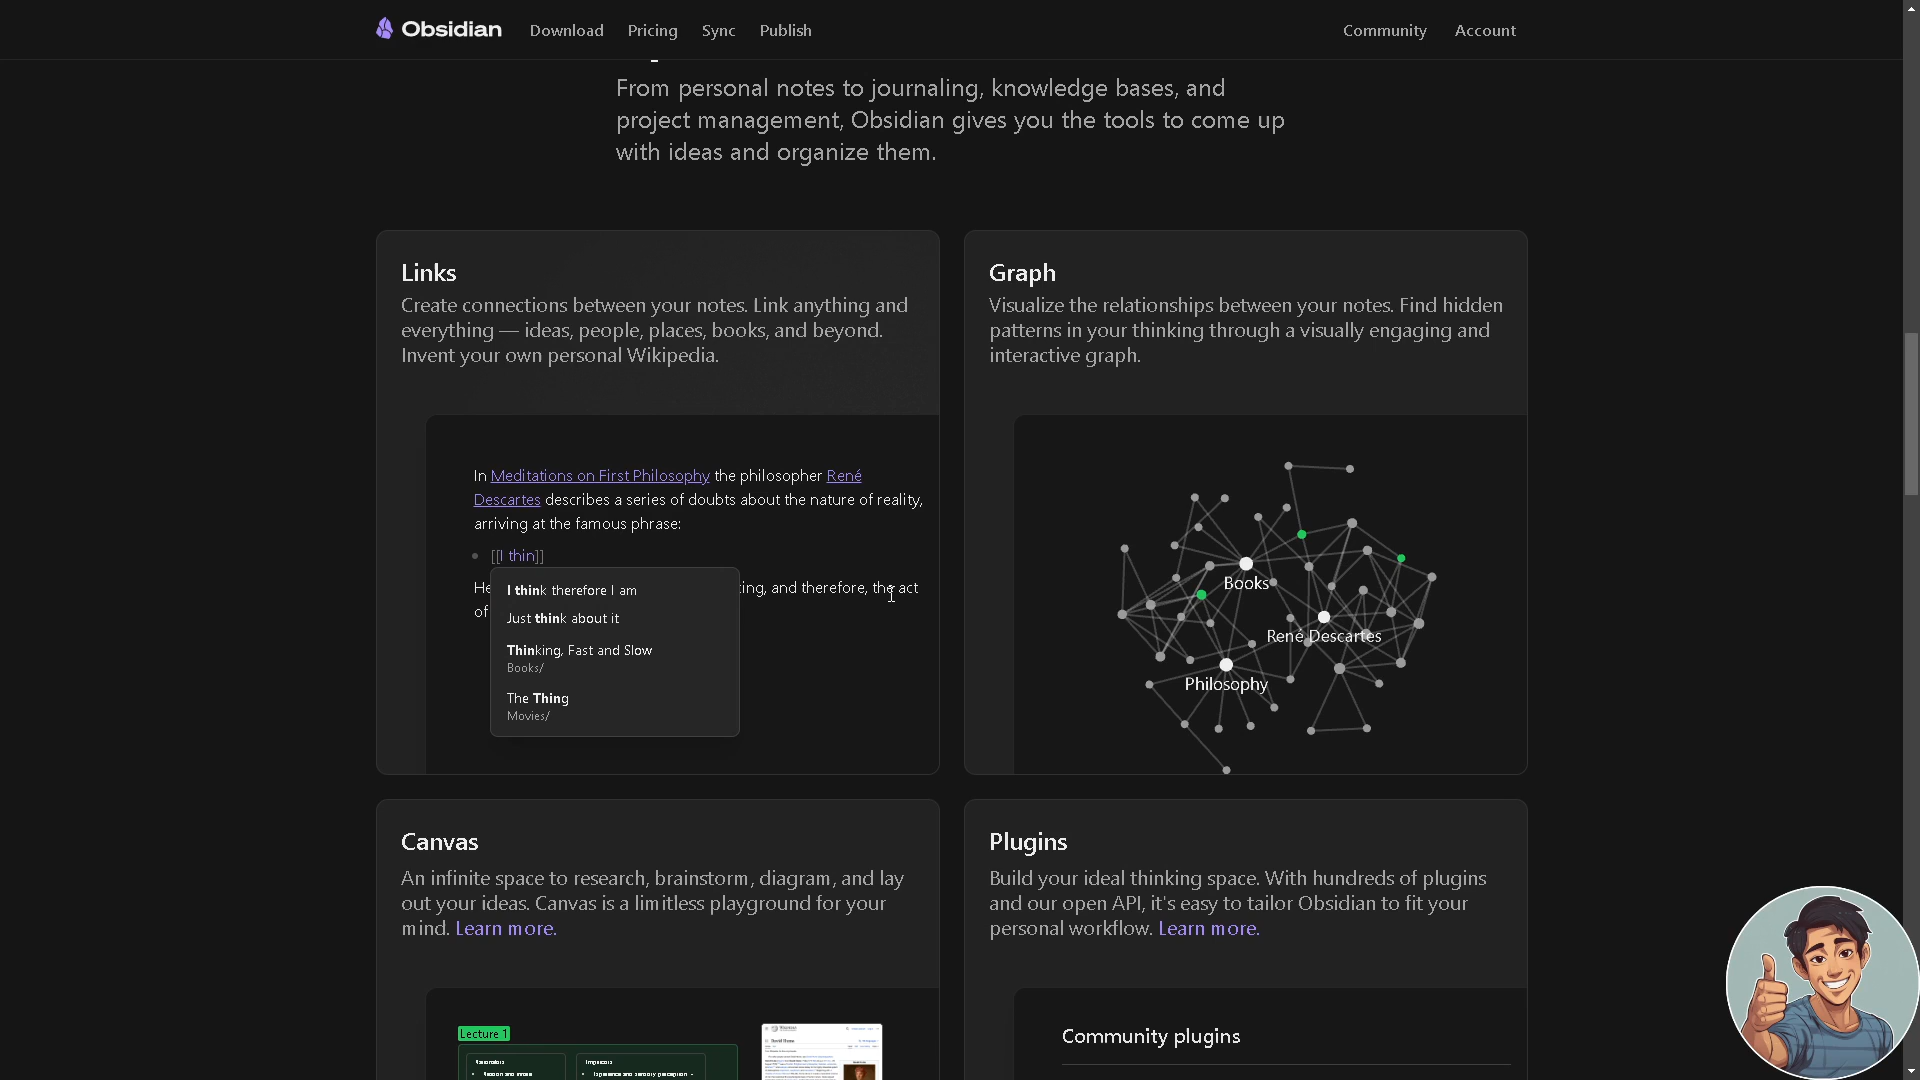 Obsidian
Download
Pricing
Sync
Publish
Community
Account
From personal notes to journaling, knowledge bases, and
project management, Obsidian gives you the tools to come up
with ideas and organize them.
Links
Create connections between your notes. Link anything and
everything — ideas, people, places, books, and beyond.
Invent your own personal Wikipedia.
In Meditations on First Philosophy the philosopher René
Descartes describes a series of doubts about the nature of reality,
arriving at the famous phrase:
[[I thin]]
He
ing, and therefore, the act
of
I think therefore I am
Just think about it
Thinking, Fast and Slow
Books/
The Thing
Movies/
Graph
Visualize the relationships between your notes. Find hidden
patterns in your thinking through a visually engaging and
interactive graph.
Books
René Descartes
Philosophy
Canvas
An infinite space to research, brainstorm, diagram, and lay
out your ideas. Canvas is a limitless playground for your
mind. Learn more.
Lecture 1
Plugins
Build your ideal thinking space. With hundreds of plugins
and our open API, it's easy to tailor Obsidian to fit your
personal workflow. Learn more.
Community plugins